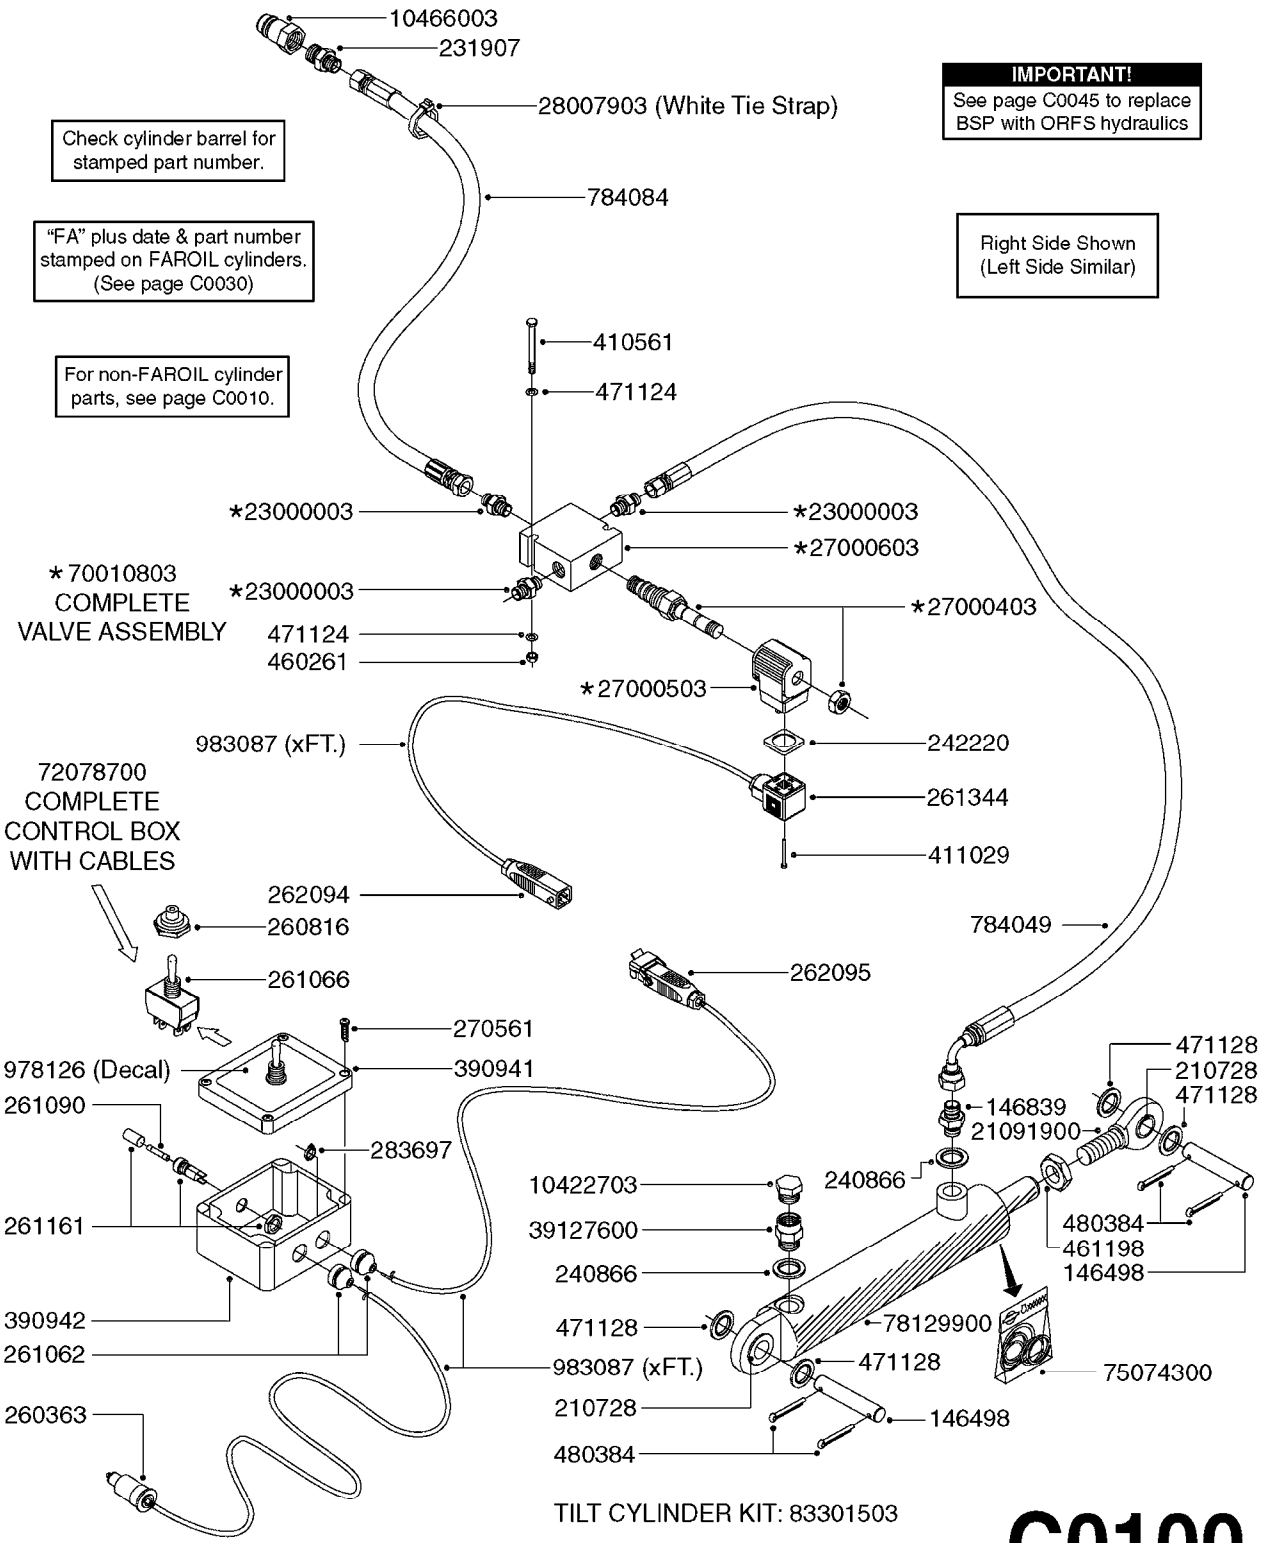 10466003
231907
28007903 (White Tie Strap)
IMPORTANT!
See page C0045 to replace
BSP with ORFS hydraulics
Check cylinder barrel for
stamped part number.
784084
"FA" plus date & part number
stamped on FAROIL cylinders.
(See page C0030)
Right Side Shown
(Left Side Similar)
410561
471124
For non-FAROIL cylinder
parts, see page C0010.
*23000003
*23000003
*27000603
*70010803
COMPLETE
VALVE ASSEMBLY
*23000003
*27000403
471124
460261
*27000503
983087 (xFT.)
242220
72078700
COMPLETE
CONTROL BOX
WITH CABLES
261344
411029
262094
260816
784049
261066
262095
270561
978126 (Decal)
390941
471128
210728
471128
261090
146839
21091900
283697
240866
10422703
261161
39127600
480384
461198
146498
240866
390942
471128
78129900
261062
983087 (xFT.)
471128
75074300
260363
210728
146498
480384
TILT CYLINDER KIT: 83301503
C0100